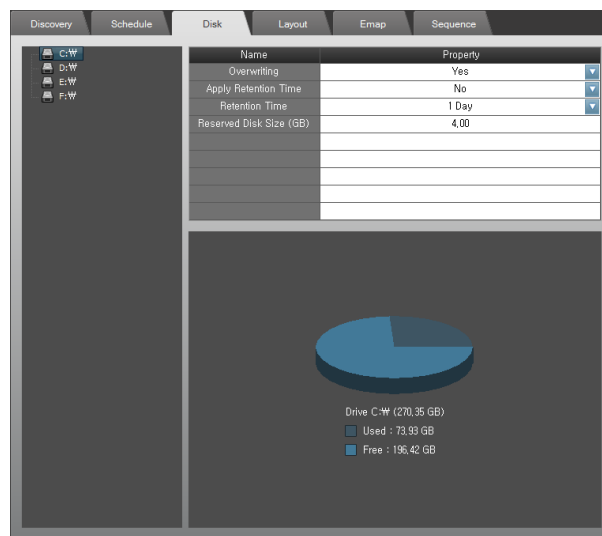 Discovery Schedule Disk Layout Emap Sequence
C:₩
D:₩
E:₩
F:₩
Name Property
Overwriting Yes
Apply Retention Time No
Retention Time 1 Day
Reserved Disk Size (GB) 4,00
Drive C:₩ (270,35 GB)
Used : 73,93 GB
Free : 196,42 GB